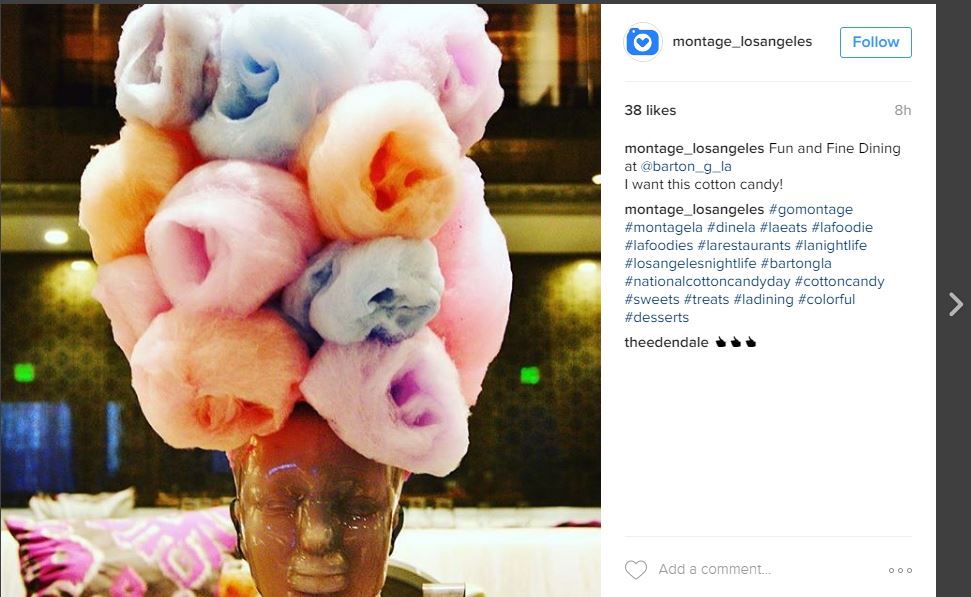 montage_losangeles
Follow
38 likes
8h
montage_losangeles Fun and Fine Dining
at @barton_g_la
I want this cotton candy!
montage_losangeles #gomontage
#montagela #dinela #laeats #lafoodie
#lafoodies #larestaurants #lanightlife
#losangelesnightlife #bartongla
#nationalcottoncandyday #cottoncandy
#sweets #treats #ladining #colorful
#desserts
theedendale
Add a comment...